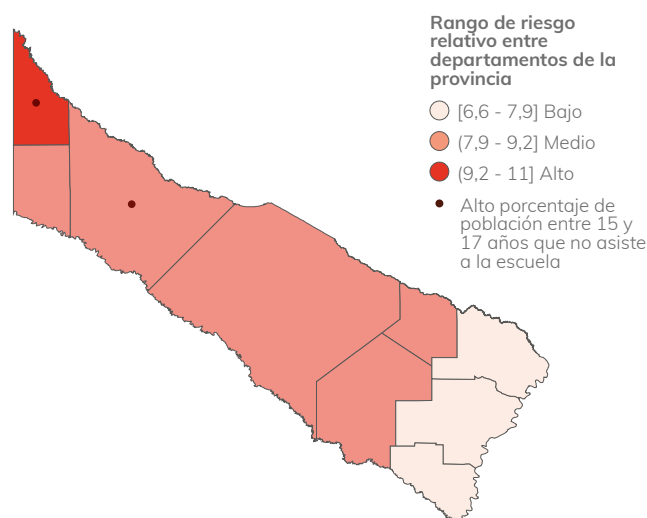 Rango de riesgo
relativo entre
departamentos de la
provincia
[6,6 - 7,9] Bajo
(7,9 - 9,2] Medio
(9,2 - 11] Alto
Alto porcentaje de
población entre 15 y
17 años que no asiste
a la escuela